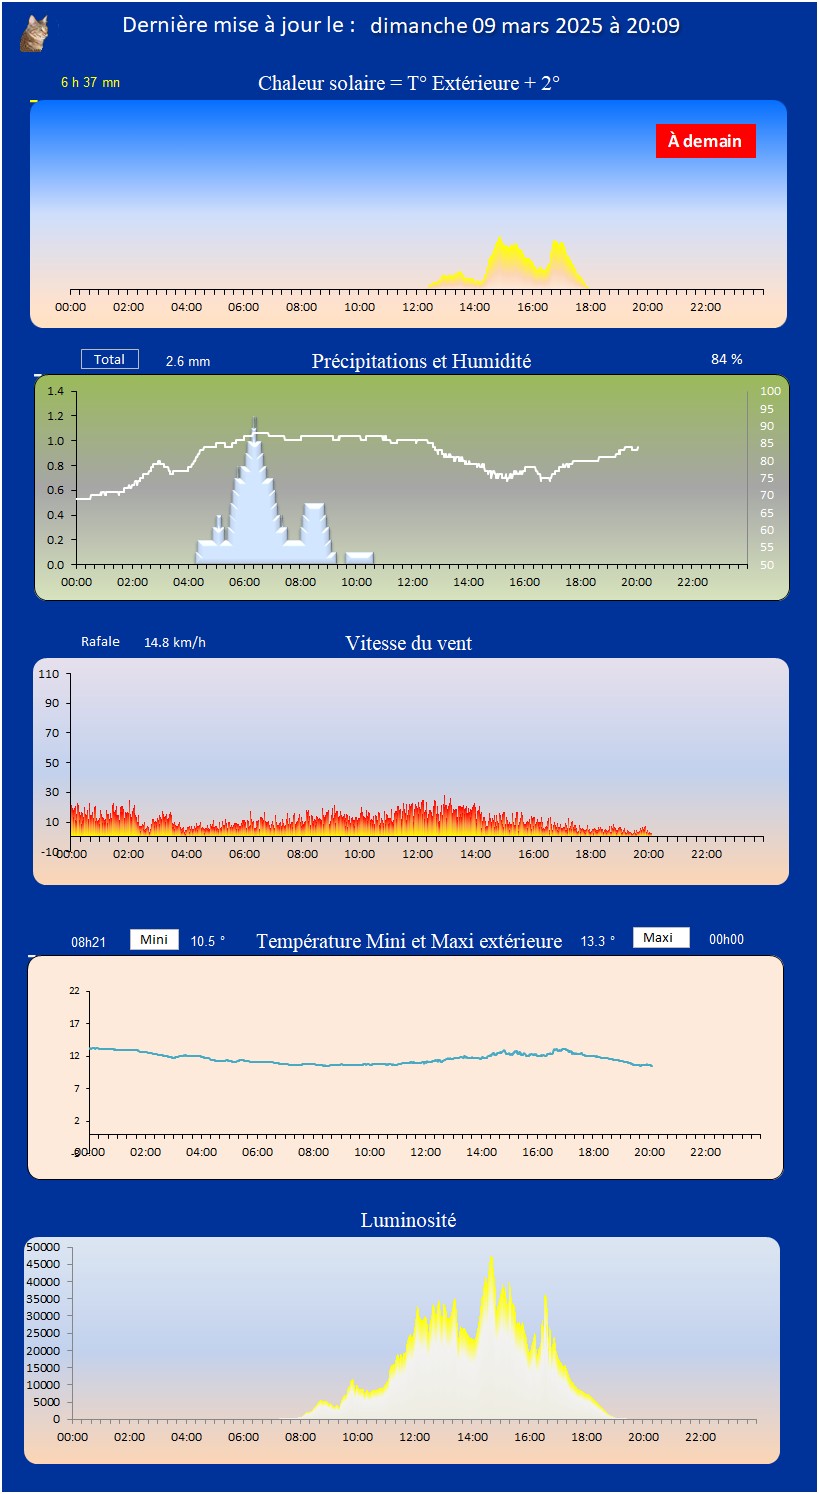 Dernière mise à jour le : dimanche 09 mars 2025 à 20:09
6 h 37 mn Chaleur solaire = T° Extérieure + 2°
À demain
00:00 02:00 04:00 06:00 08:00 10:00 12:00 14:00 16:00 18:00 20:00 22:00
Total 2.6 mm Précipitations et Humidité 84 %
1.4 100
95
1.2 90
1.0 85
0.8 80
75
0.6 70
0.4 65
0.2 60
55
0.0 50
00:00 02:00 04:00 06:00 08:00 10:00 12:00 14:00 16:00 18:00 20:00 22:00
Rafale 14.8 km/h Vitesse du vent
110
90
70
50
30
10
-10 00:00 02:00 04:00 06:00 08:00 10:00 12:00 14:00 16:00 18:00 20:00 22:00
08h21 Mini 10.5 ° Température Mini et Maxi extérieure 13.3 ° Maxi 00h00
22
17
12
7
2
00:00 02:00 04:00 06:00 08:00 10:00 12:00 14:00 16:00 18:00 20:00 22:00
Luminosité
50000
45000
40000
35000
30000
25000
20000
15000
10000
5000
0
00:00 02:00 04:00 06:00 08:00 10:00 12:00 14:00 16:00 18:00 20:00 22:00